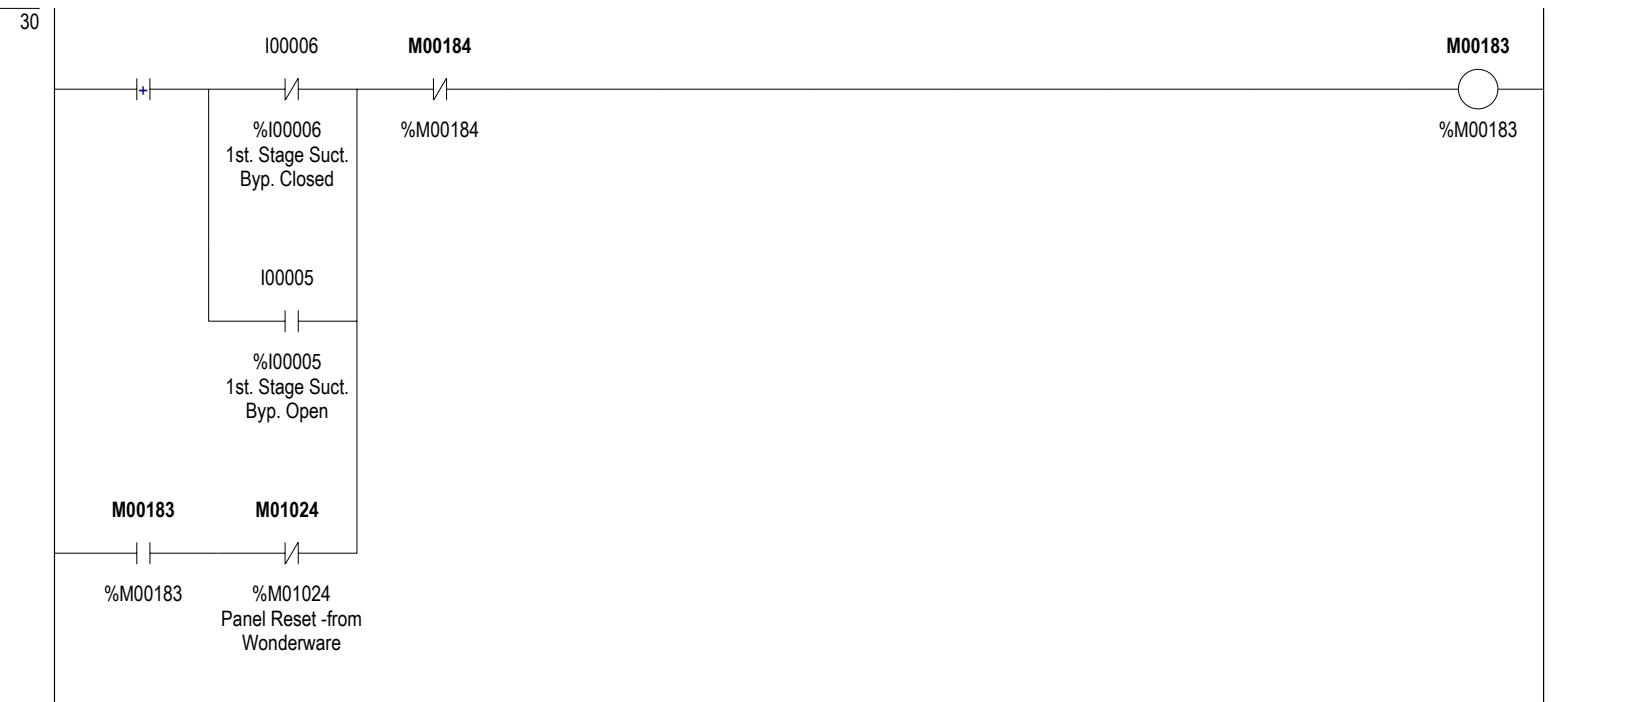 30
I00006
M00184
M00183
+
%I00006
1st. Stage Suct.
Byp. Closed
%M00184
%M00183
I00005
%I00005
1st. Stage Suct.
Byp. Open
M00183
M01024
%M00183
%M01024
Panel Reset -from
Wonderware